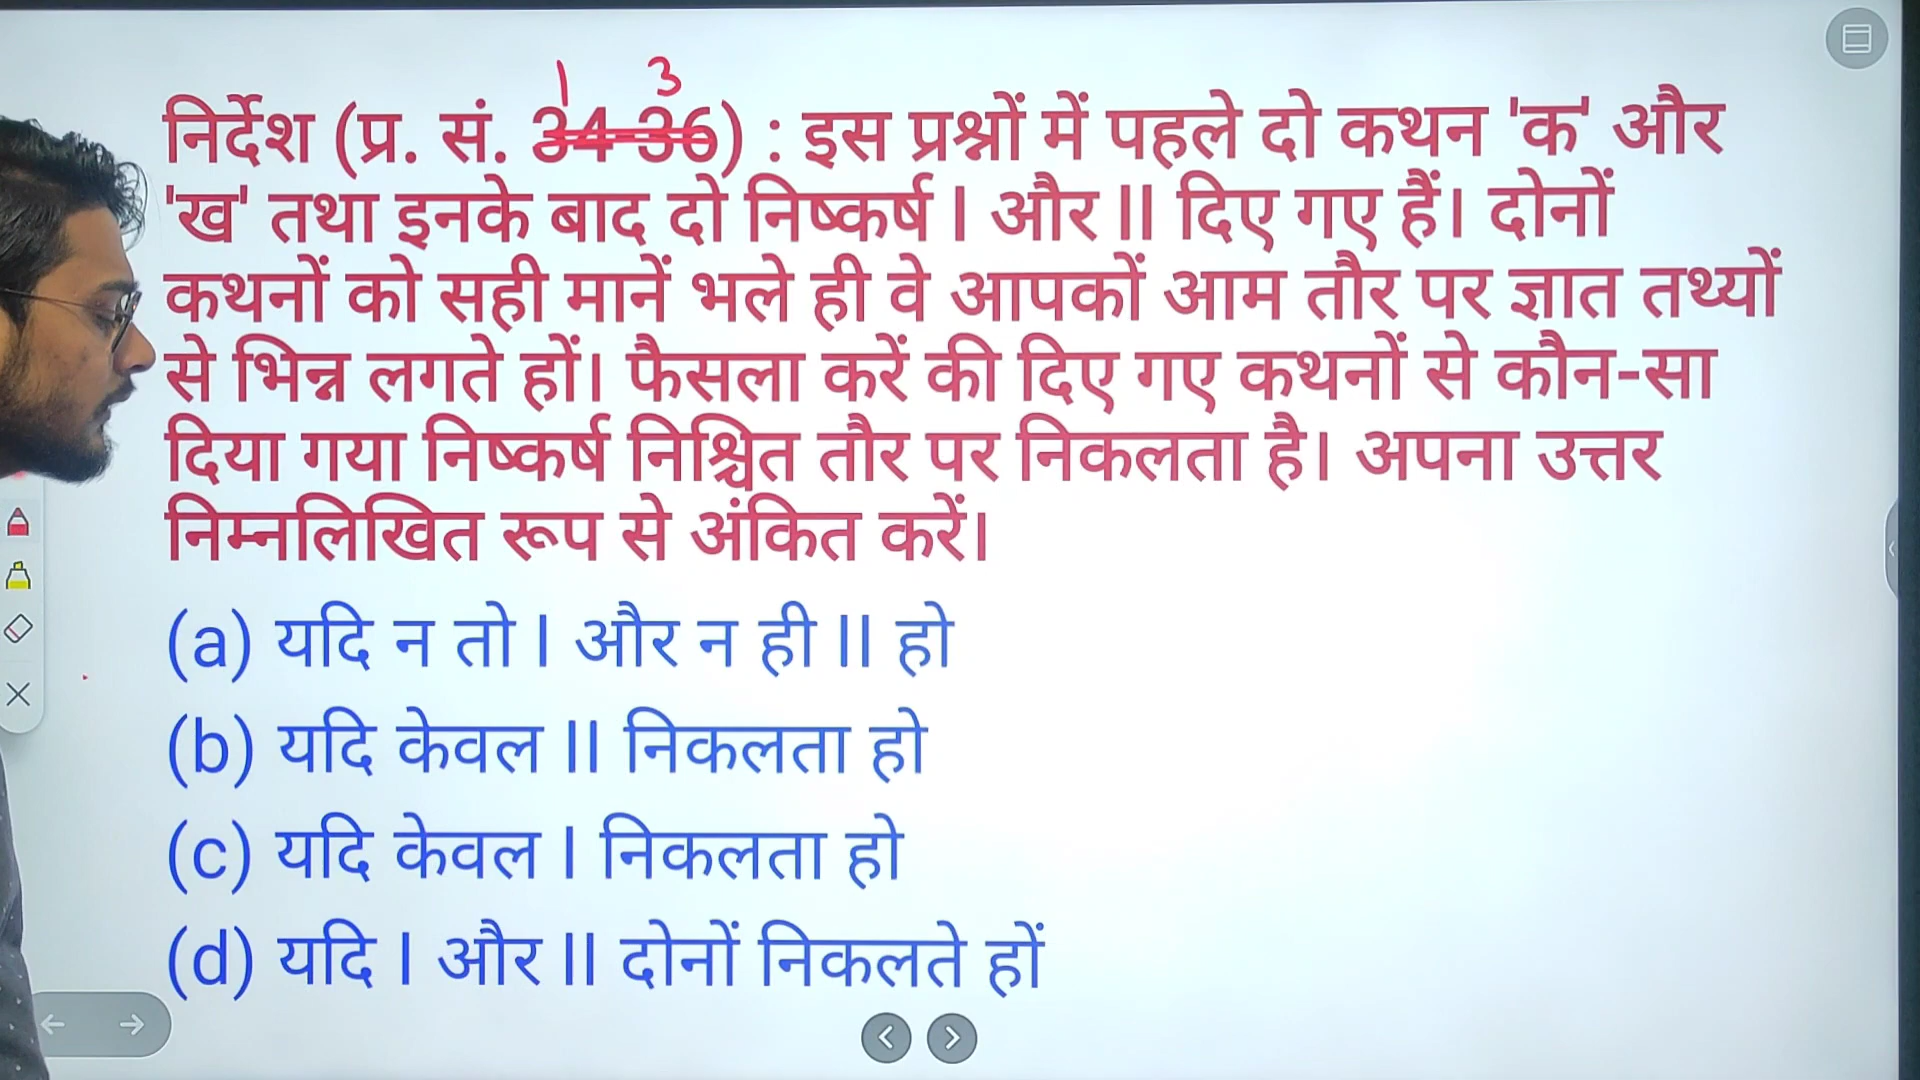 1 3
निर्देश (प्र. सं. 34-36) : इस प्रश्नों में पहले दो कथन 'क' और
'ख' तथा इनके बाद दो निष्कर्ष I और II दिए गए हैं। दोनों
कथनों को सही मानें भले ही वे आपकों आम तौर पर ज्ञात तथ्यों
से भिन्न लगते हों। फैसला करें की दिए गए कथनों से कौन-सा
दिया गया निष्कर्ष निश्चित तौर पर निकलता है। अपना उत्तर
निम्नलिखित रूप से अंकित करें।
(a) यदि न तो I और न ही II हो
(b) यदि केवल II निकलता हो
(c) यदि केवल I निकलता हो
(d) यदि I और II दोनों निकलते हों